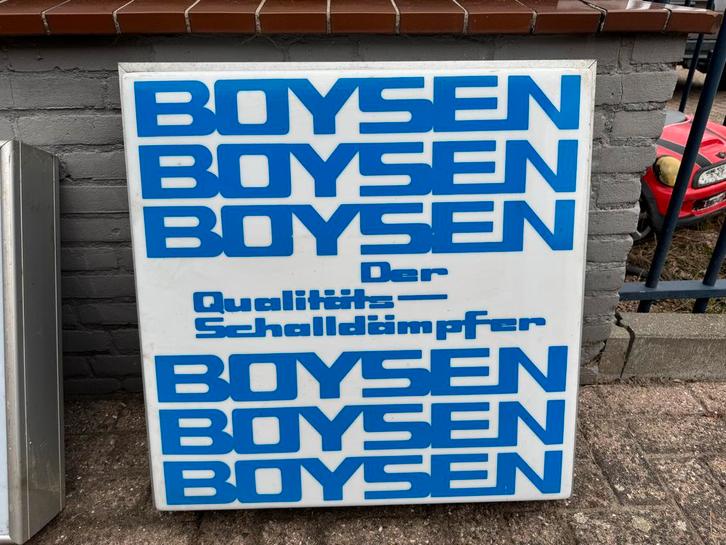 BOYSEN
BOYSEN
BOYSEN
Der
Qualitäts-
Schalldämpfer
BOYSEN
BOYSEN
BOYSEN